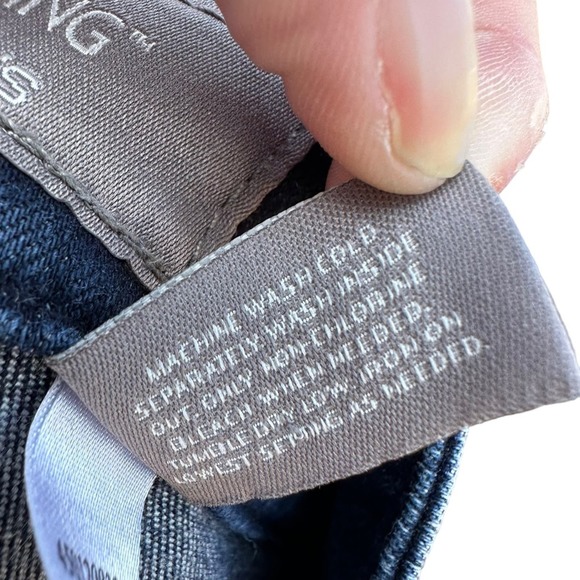 ING™
S
MACHINE WASH COLD,
SEPARATELY WASH INSIDE
OUT. ONLY NON-CHLORINE
BLEACH WHEN NEEDED.
TUMBLE DRY LOW. IRON ON
LOWEST SETTING AS NEEDED.